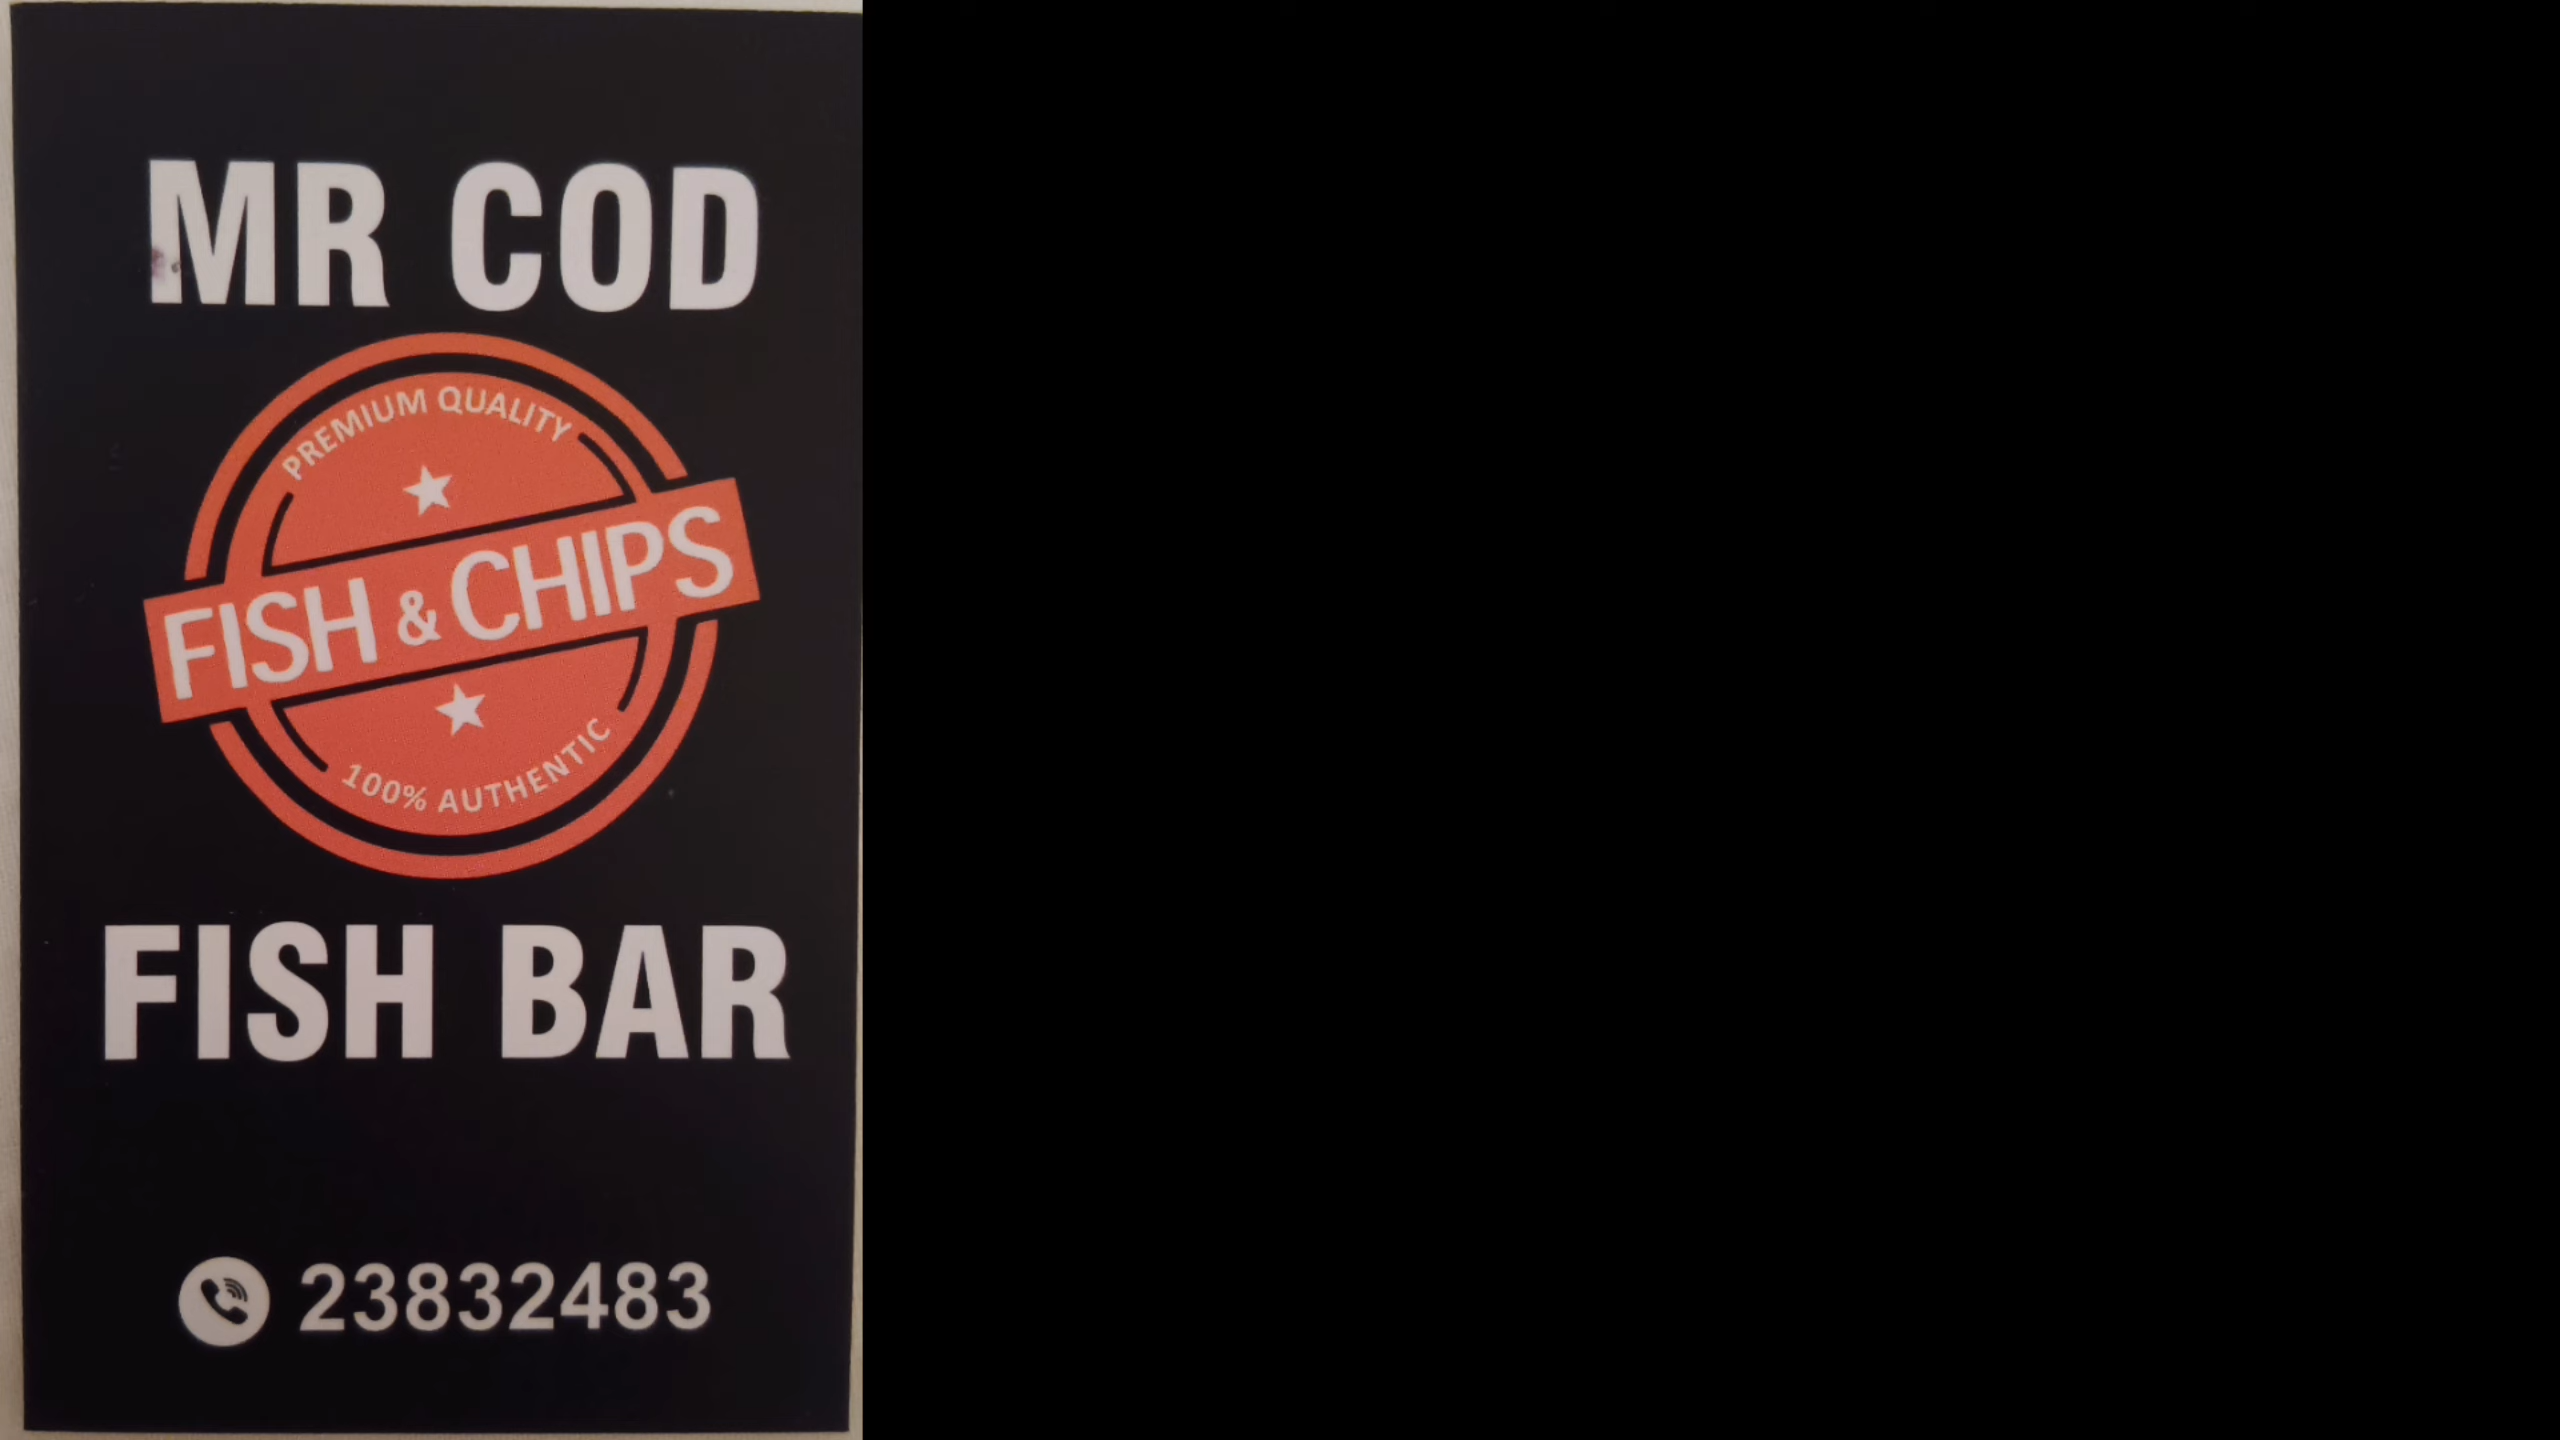 MR COD
PREMIUM QUALITY
FISH & CHIPS
100% AUTHENTIC
FISH BAR
23832483